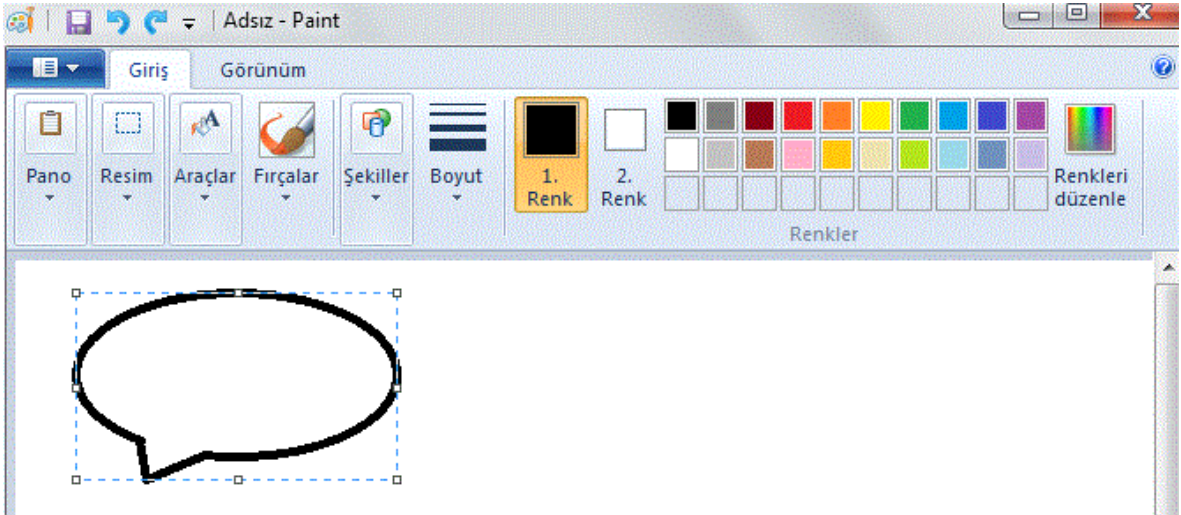 Adsız - Paint
Giriş Görünüm
Pano Resim Araçlar Fırçalar Şekiller Boyut 1. Renk 2. Renk Renkleri düzenle
Renkler